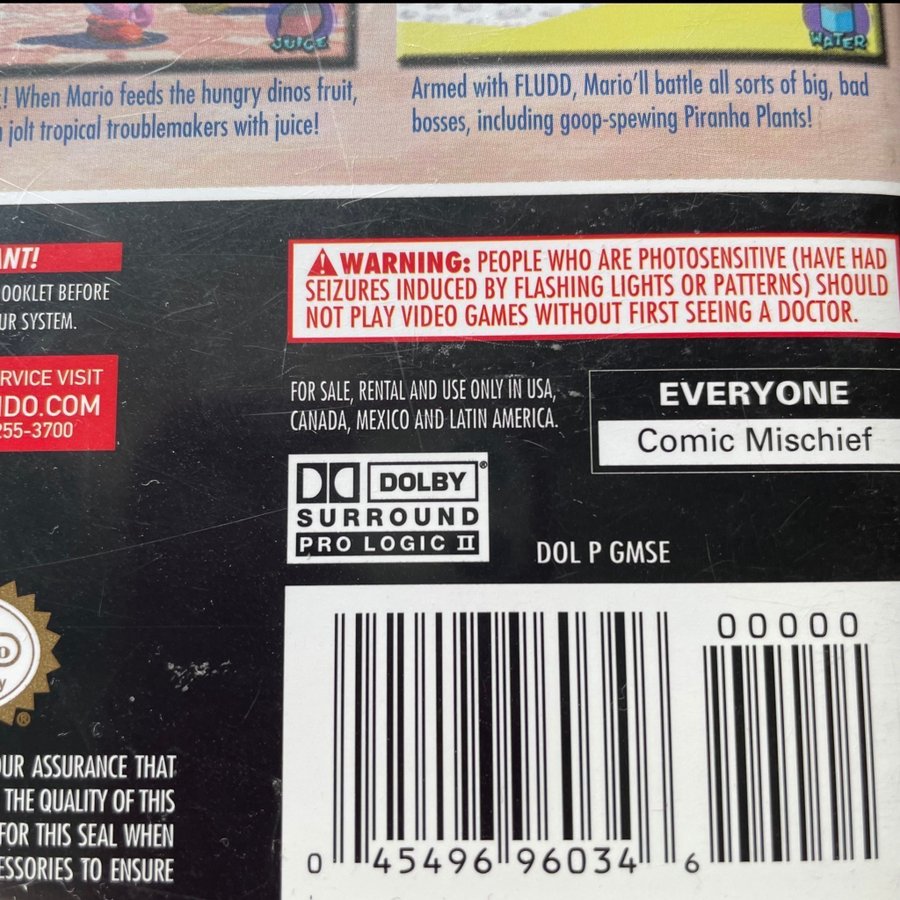 JUICE
WATER
! When Mario feeds the hungry dinos fruit,
jolt tropical troublemakers with juice!
Armed with FLUDD, Mario'll battle all sorts of big, bad
bosses, including goop-spewing Piranha Plants!
ANT!
OOKLET BEFORE
UR SYSTEM.
RVICE VISIT
NDO.COM
255-3700
WARNING: PEOPLE WHO ARE PHOTOSENSITIVE (HAVE HAD
SEIZURES INDUCED BY FLASHING LIGHTS OR PATTERNS) SHOULD
NOT PLAY VIDEO GAMES WITHOUT FIRST SEEING A DOCTOR.
FOR SALE, RENTAL AND USE ONLY IN USA,
CANADA, MEXICO AND LATIN AMERICA.
EVERYONE
Comic Mischief
DOLBY®
SURROUND
PRO LOGIC II
DOL P GMSE
00000
0 45496 96034 6
®
OUR ASSURANCE THAT
THE QUALITY OF THIS
FOR THIS SEAL WHEN
ESSORIES TO ENSURE